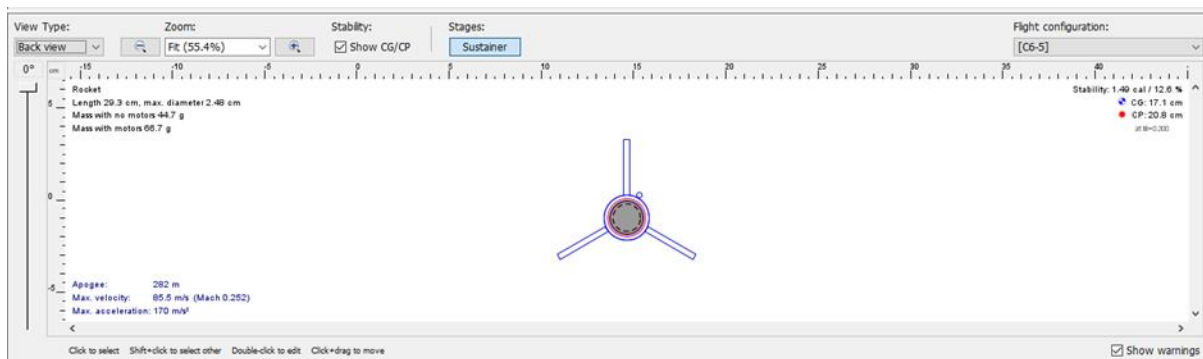 View Type: Zoom: Stability: Stages: Flight configuration:
Back view Fit (55.4%) Show CG/CP Sustainer [C6-5]
0° cm -15 -10 -5 0 5 10 15 20 25 30 35 40
Rocket
Length 29.3 cm, max. diameter 2.48 cm
Mass with no motors 44.7 g
Mass with motors 66.7 g
Stability: 1.49 cal / 12.6 %
CG: 17.1 cm
CP: 20.8 cm
at M=0.300
5
0
-5
Apogee: 282 m
Max. velocity: 85.5 m/s (Mach 0.252)
Max. acceleration: 170 m/s²
Click to select Shift+click to select other Double-click to edit Click+drag to move Show warnings